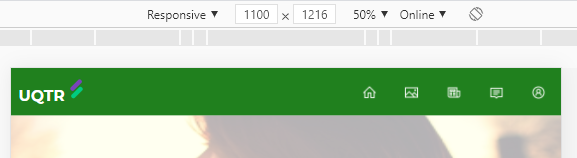 Responsive ▼ 1100 × 1216 50% ▼ Online ▼
UQTR